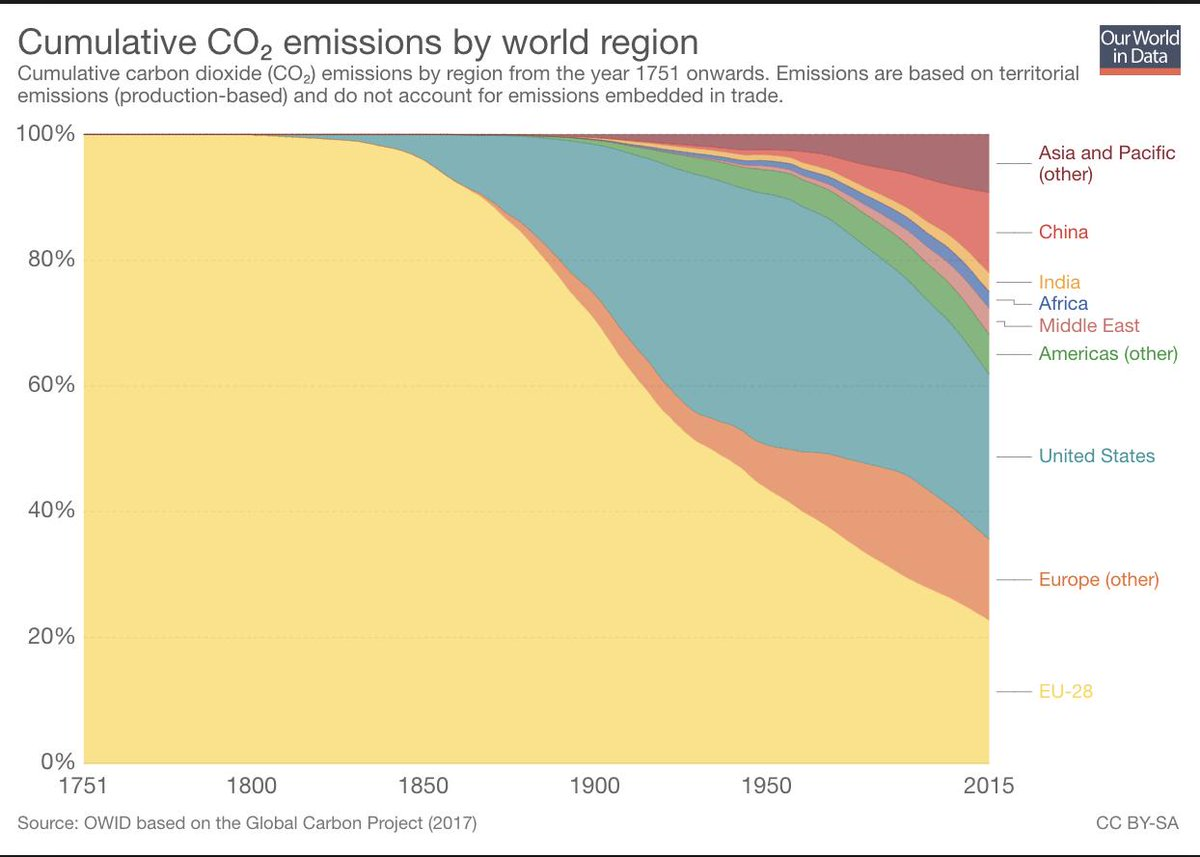 Cumulative CO₂ emissions by world region
Cumulative carbon dioxide (CO₂) emissions by region from the year 1751 onwards. Emissions are based on territorial
emissions (production-based) and do not account for emissions embedded in trade.
Our World
in Data
100%
80%
60%
40%
20%
0%
1751
1800
1850
1900
1950
2015
Asia and Pacific
(other)
China
India
Africa
Middle East
Americas (other)
United States
Europe (other)
EU-28
Source: OWID based on the Global Carbon Project (2017)
CC BY-SA